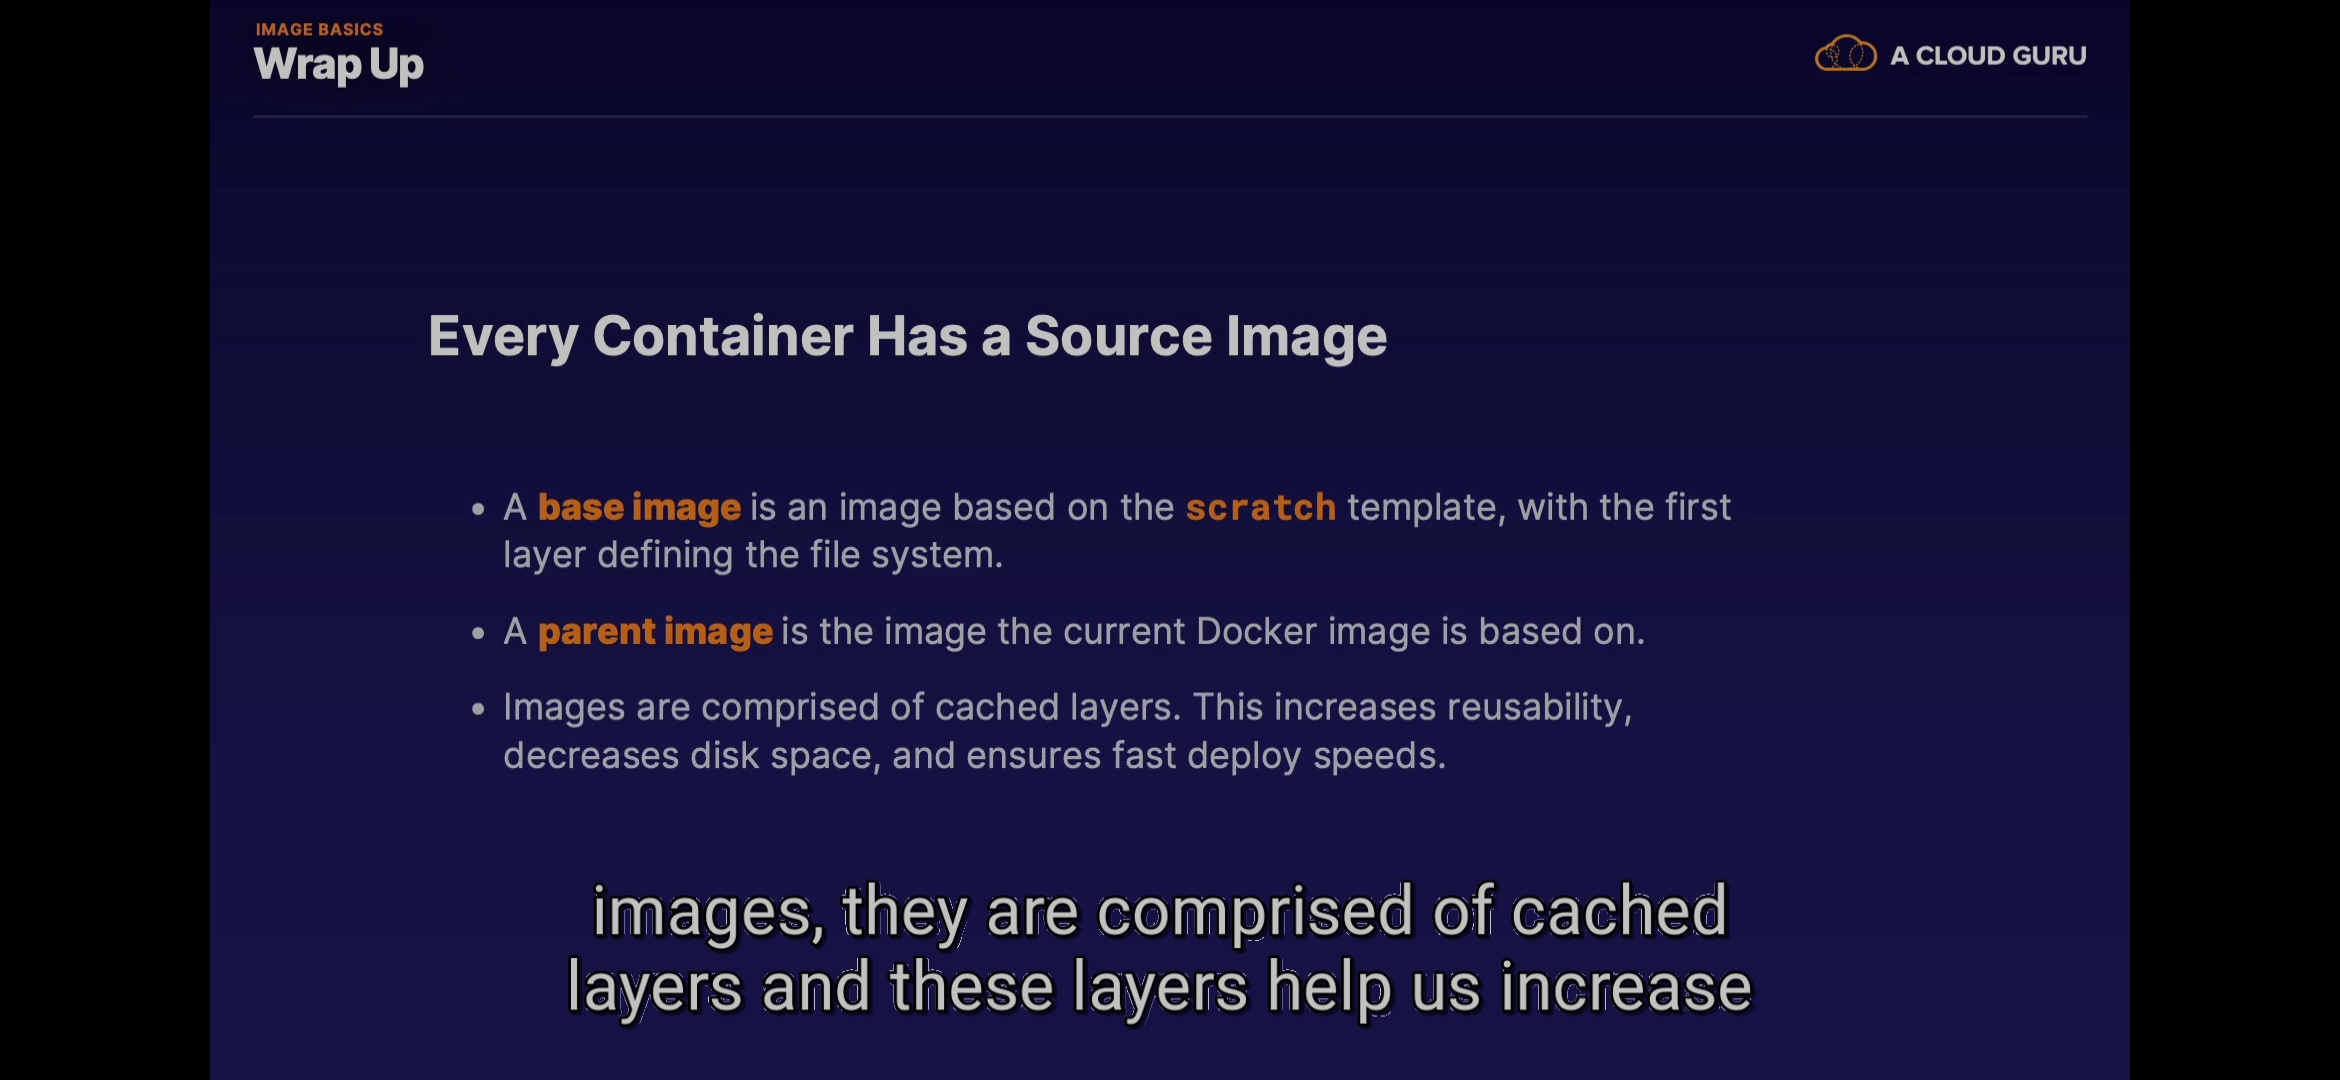 IMAGE BASICS
Wrap Up
A CLOUD GURU
Every Container Has a Source Image
• A base image is an image based on the scratch template, with the first
layer defining the file system.
• A parent image is the image the current Docker image is based on.
• Images are comprised of cached layers. This increases reusability,
decreases disk space, and ensures fast deploy speeds.
images, they are comprised of cached
layers and these layers help us increase